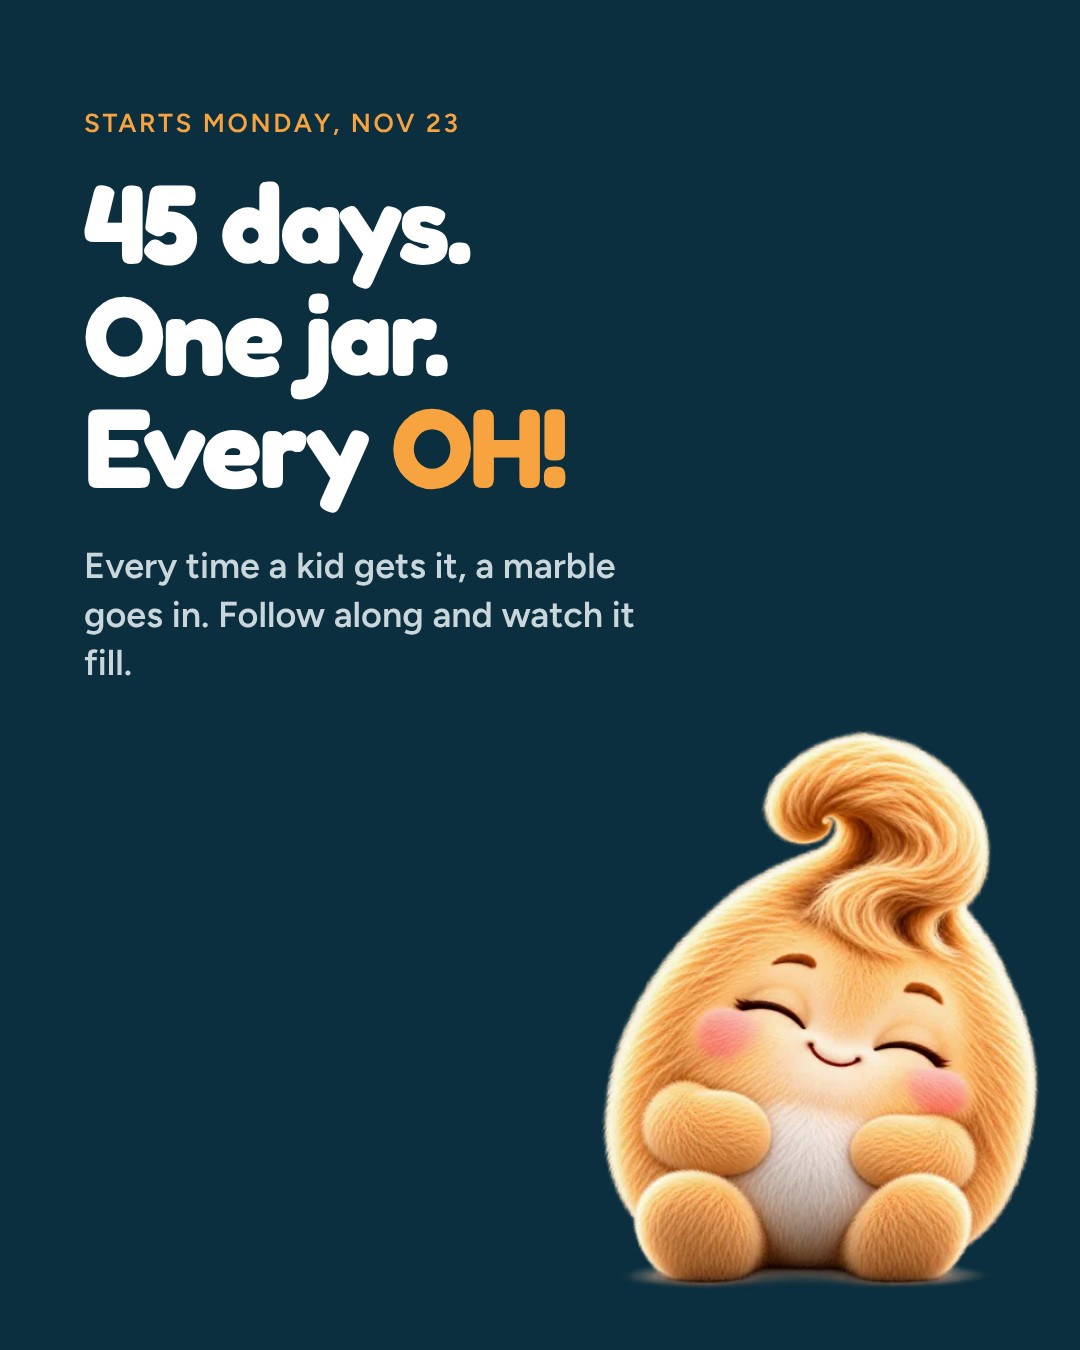 STARTS MONDAY, NOV 23
45 days.
One jar.
Every OH!
Every time a kid gets it, a marble
goes in. Follow along and watch it
fill.